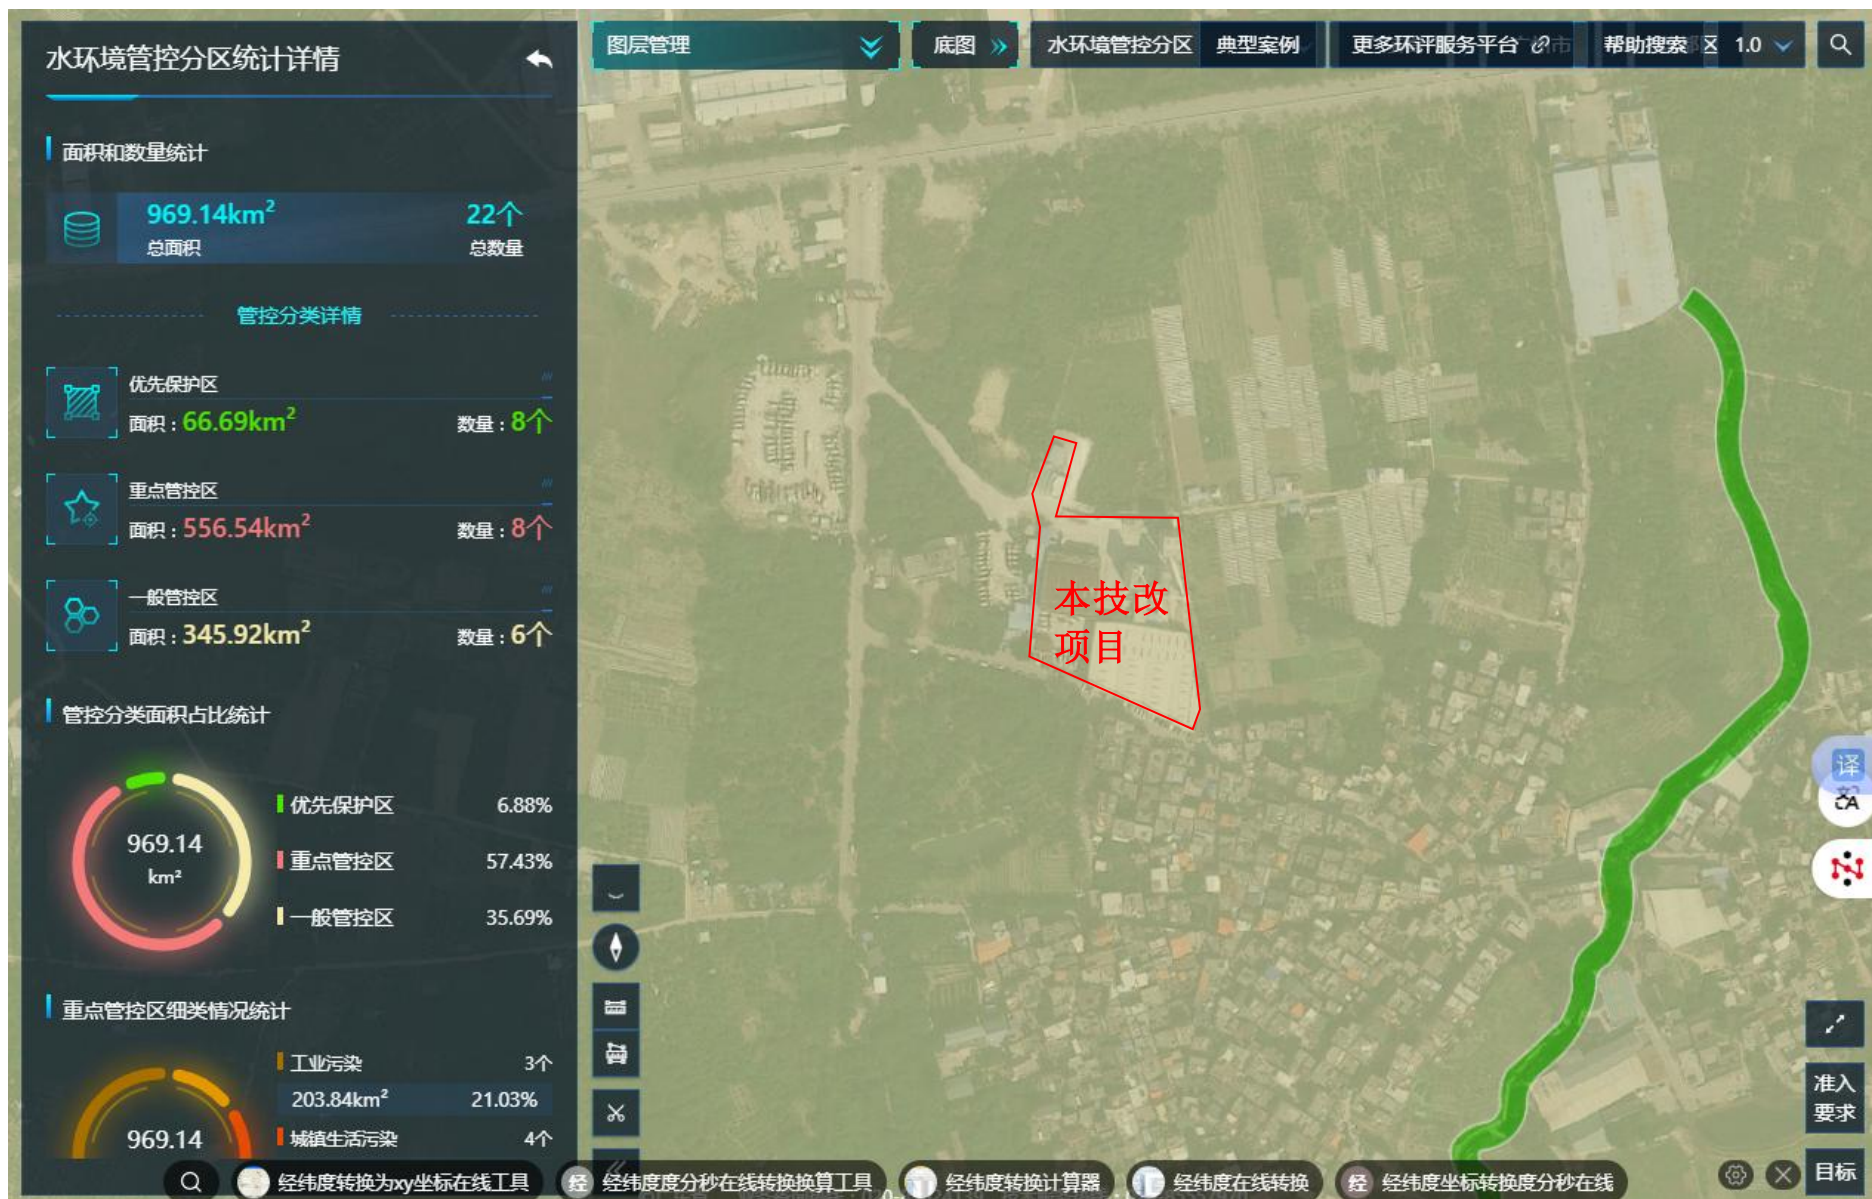 水环境管控分区统计详情
图层管理
底图
水环境管控分区
典型案例
更多环评服务平台
帮助搜索
区
1.0
面积和数量统计
969.14km²
22个
总面积
总数量
管控分类详情
优先保护区
面积：66.69km²
数量：8个
重点管控区
面积：556.54km²
数量：8个
一般管控区
面积：345.92km²
数量：6个
管控分类面积占比统计
969.14
km²
优先保护区 6.88%
重点管控区 57.43%
一般管控区 35.69%
重点管控区细类情况统计
工业污染 3个
203.84km² 21.03%
969.14
城镇生活污染 4个
本技改
项目
译
准入
要求
目标
经纬度转换为xy坐标在线工具
经 经纬度度分秒在线转换换算工具
经纬度转换计算器
经纬度在线转换
经 经纬度坐标转换度分秒在线